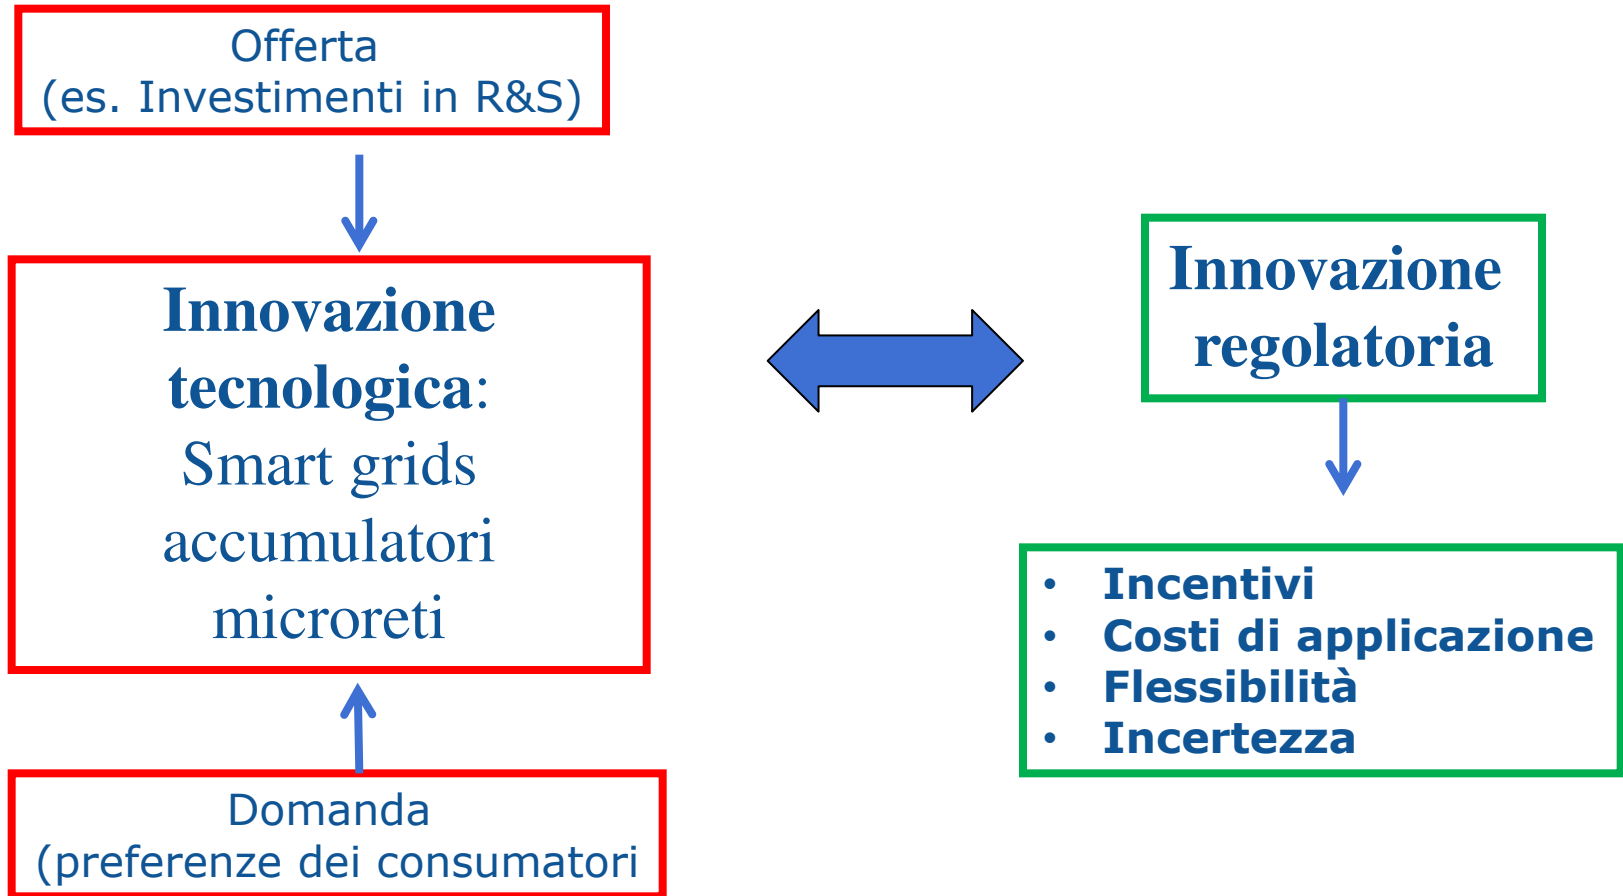 Offerta
(es. Investimenti in R&S)
Innovazione
tecnologica:
Smart grids
accumulatori
microreti
Domanda
(preferenze dei consumatori
Innovazione
regolatoria
• Incentivi
• Costi di applicazione
• Flessibilità
• Incertezza